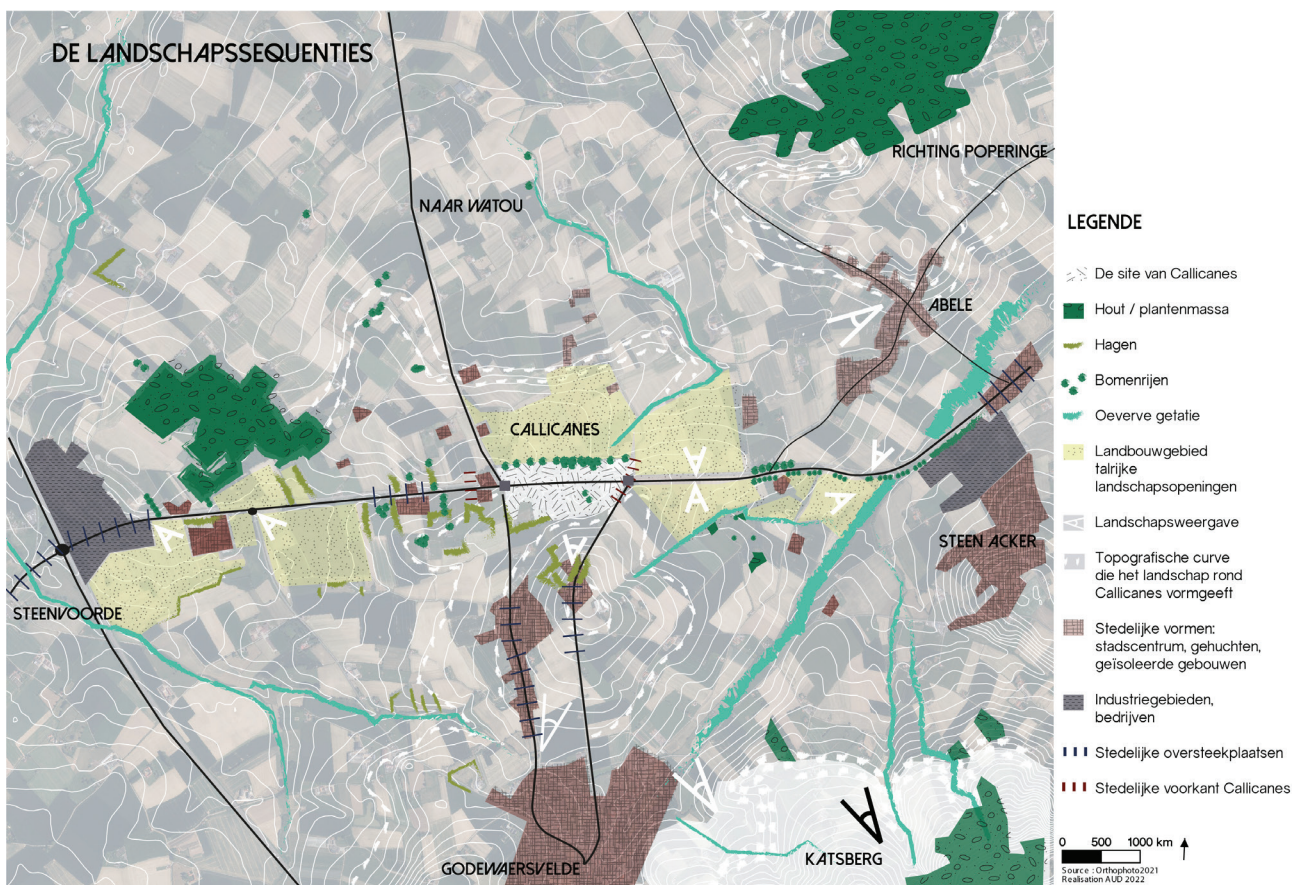 DE LANDSCHAPSSEQUENTIES
RICHTING POPERINGE
NAAR WATOU
ABELE
CALLICANES
STEEN ACKER
STEENVOORDE
GODEWAERSVELDE
KATSBERG
LEGENDE
De site van Callicanes
Hout / plantenmassa
Hagen
Bomenrijen
Oeverve getatie
Landbouwgebied
talrijke
landschapsopeningen
Landschapsweergave
Topografische curve
die het landschap rond
Callicanes vormgeeft
Stedelijke vormen:
stadscentrum, gehuchten,
geïsoleerde gebouwen
Industriegebieden,
bedrijven
Stedelijke oversteekplaatsen
Stedelijke voorkant Callicanes
0 500 1000 km
Source : Orthophoto2021
Realisation AUD 2022